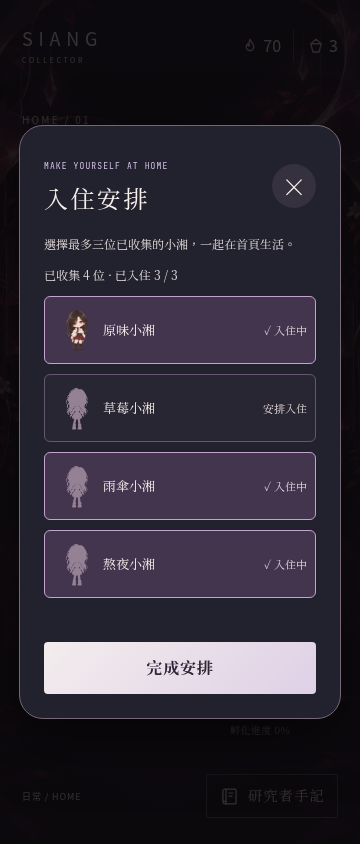 SIANG
COLLECTOR
70
3
HOME / 01
MAKE YOURSELF AT HOME
入住安排
選擇最多三位已收集的小湘，一起在首頁生活。
已收集 4 位 · 已入住 3 / 3
原味小湘
✓ 入住中
草莓小湘
安排入住
雨傘小湘
✓ 入住中
熬夜小湘
✓ 入住中
完成安排
孵化進度 0%
日常 / HOME
研究者手記